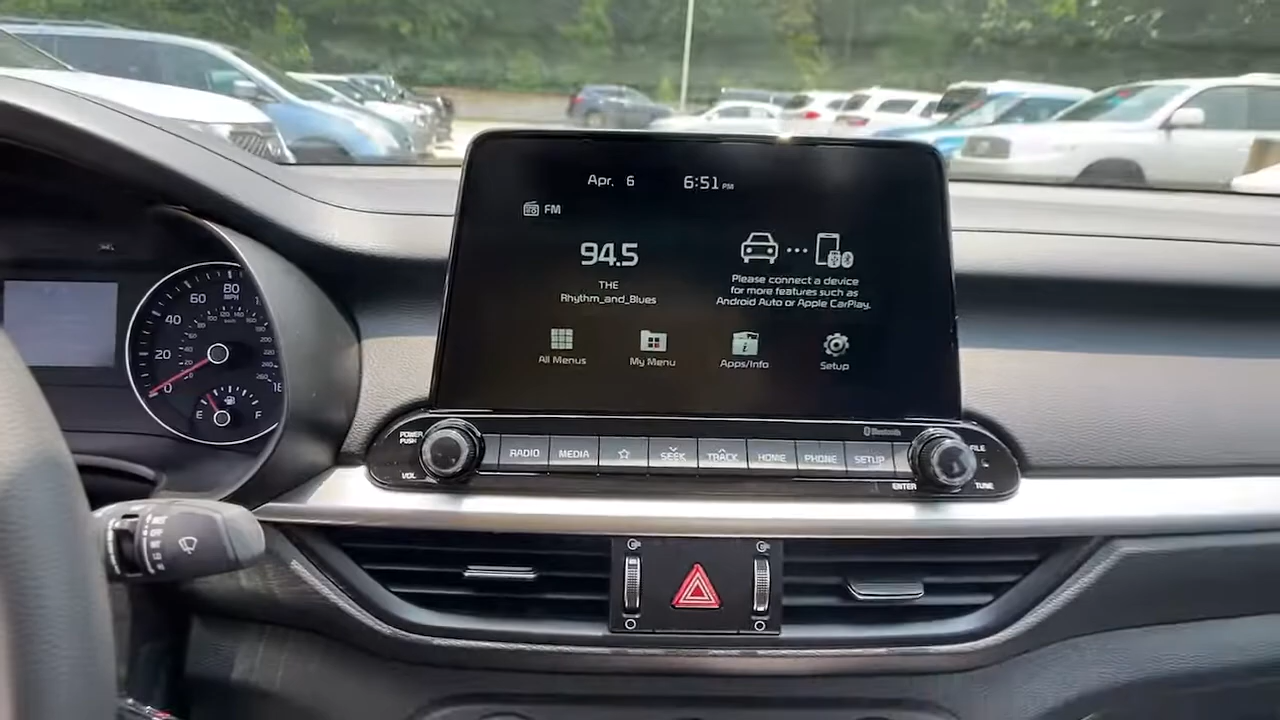 Apr. 6
6:51 PM
FM
94.5
THE
Rhythm_and_Blues
Please connect a device
for more features such as
Android Auto or Apple CarPlay.
All Menus
My Menu
Apps/Info
Setup
80
MPH
60
40
20
0
E
F
Bluetooth
POWER
PUSH
VOL
RADIO
MEDIA
SEEK
TRACK
HOME
PHONE
SETUP
FILE
ENTER
TUNE